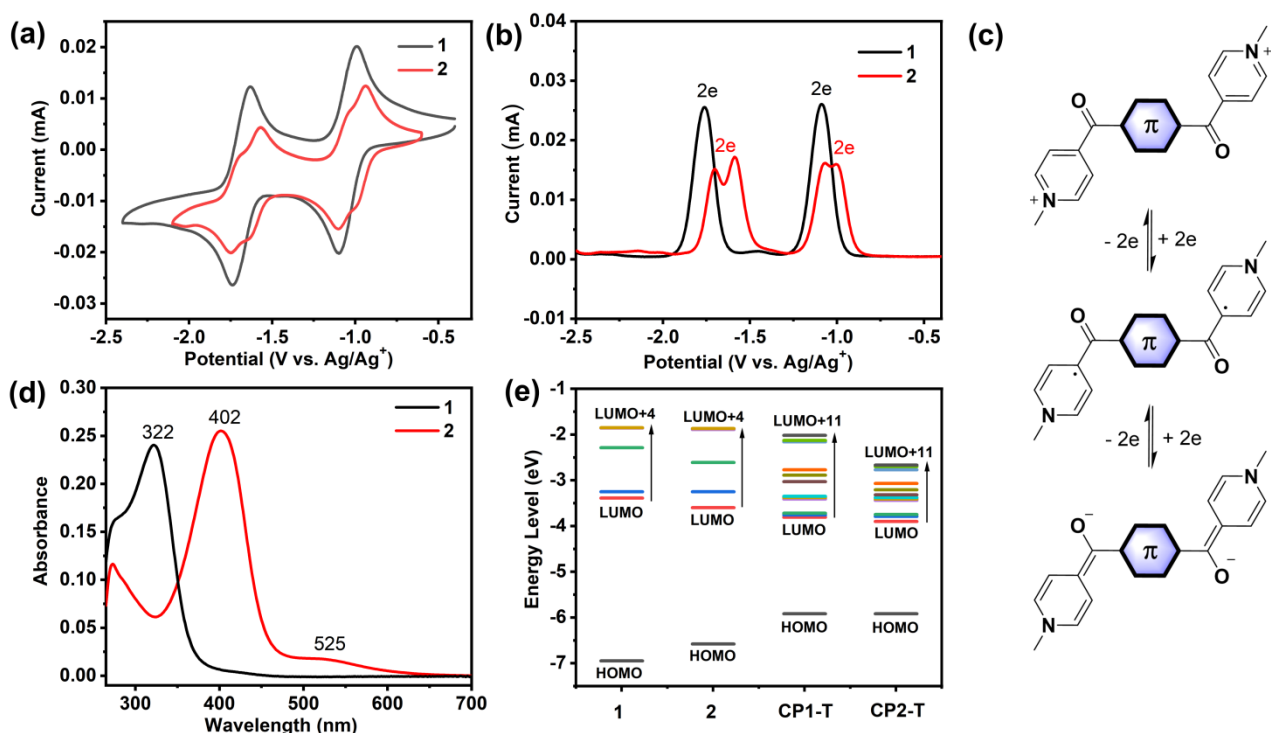 (a)
1
2
0.02
0.01
0.00
-0.01
-0.02
-0.03
Current (mA)
-2.5
-2.0
-1.5
-1.0
-0.5
Potential (V vs. Ag/Ag⁺)
(b)
1
2
2e
2e
2e
2e
0.04
0.03
0.02
0.01
0.00
-0.01
Current (mA)
-2.5
-2.0
-1.5
-1.0
-0.5
Potential (V vs. Ag/Ag⁺)
(c)
N
+
O
π
O
N
+
- 2e
+ 2e
N
O
π
O
N
- 2e
+ 2e
N
O⁻
π
O⁻
N
(d)
1
2
322
402
525
0.30
0.25
0.20
0.15
0.10
0.05
0.00
Absorbance
300
400
500
600
700
Wavelength (nm)
(e)
-1
-2
-3
-4
-5
-6
-7
Energy Level (eV)
LUMO+4
LUMO
HOMO
LUMO+4
LUMO
HOMO
LUMO+11
LUMO
HOMO
LUMO+11
LUMO
HOMO
1
2
CP1-T
CP2-T